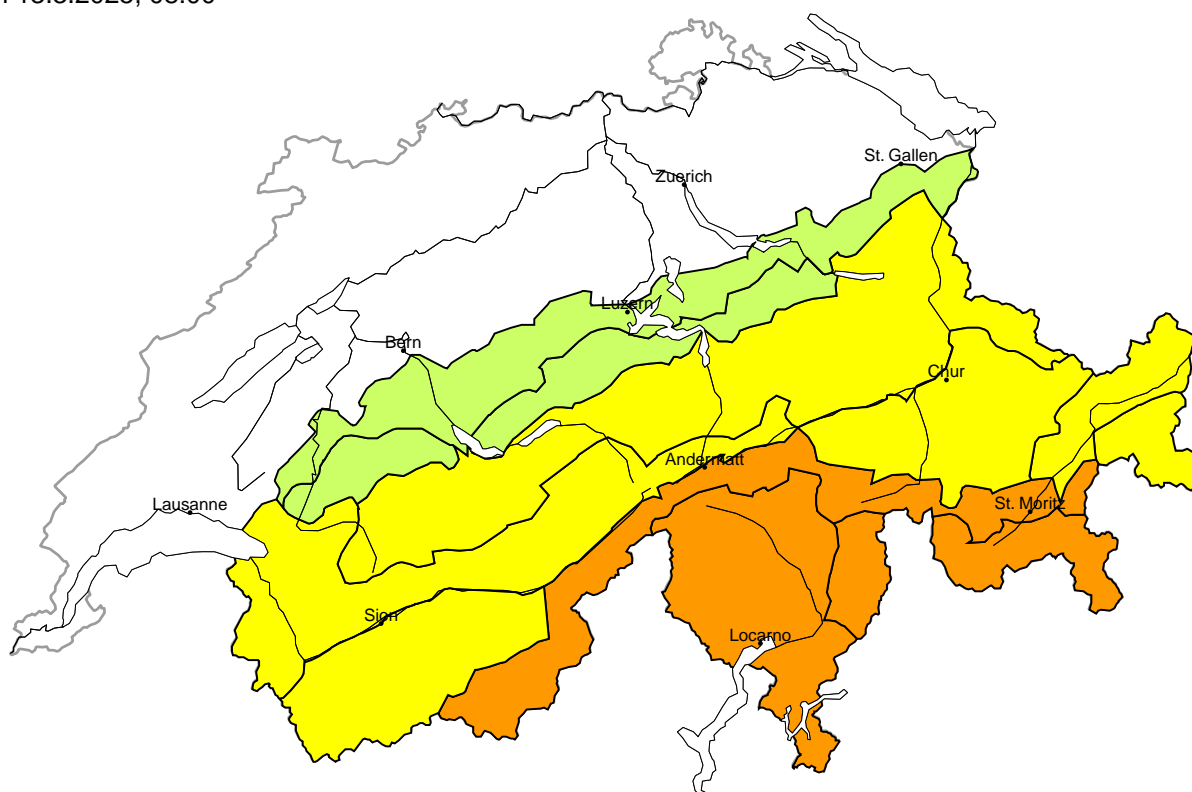 St. Gallen
Zuerich
Luzern
Bern
Chur
Andermatt
Lausanne
St. Moritz
Sion
Locarno